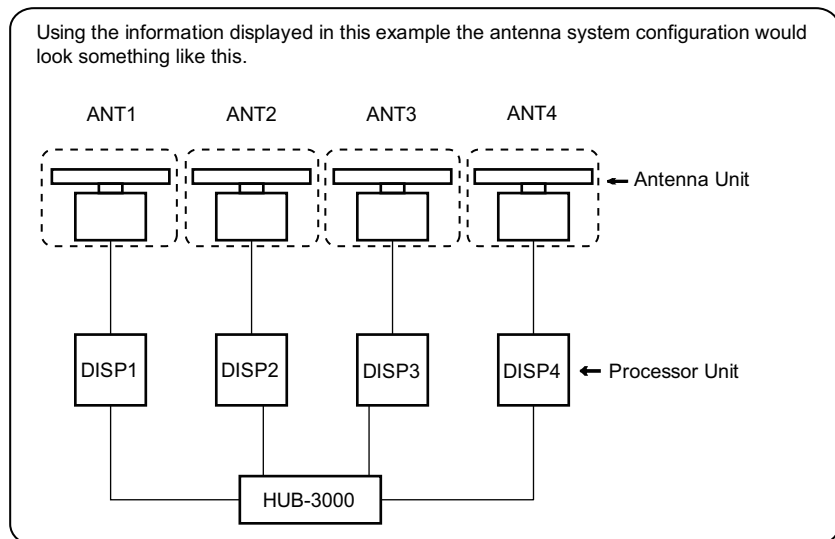 Using the information displayed in this example the antenna system configuration would
look something like this.
ANT1 ANT2 ANT3 ANT4
Antenna Unit
DISP1 DISP2 DISP3 DISP4 Processor Unit
HUB-3000